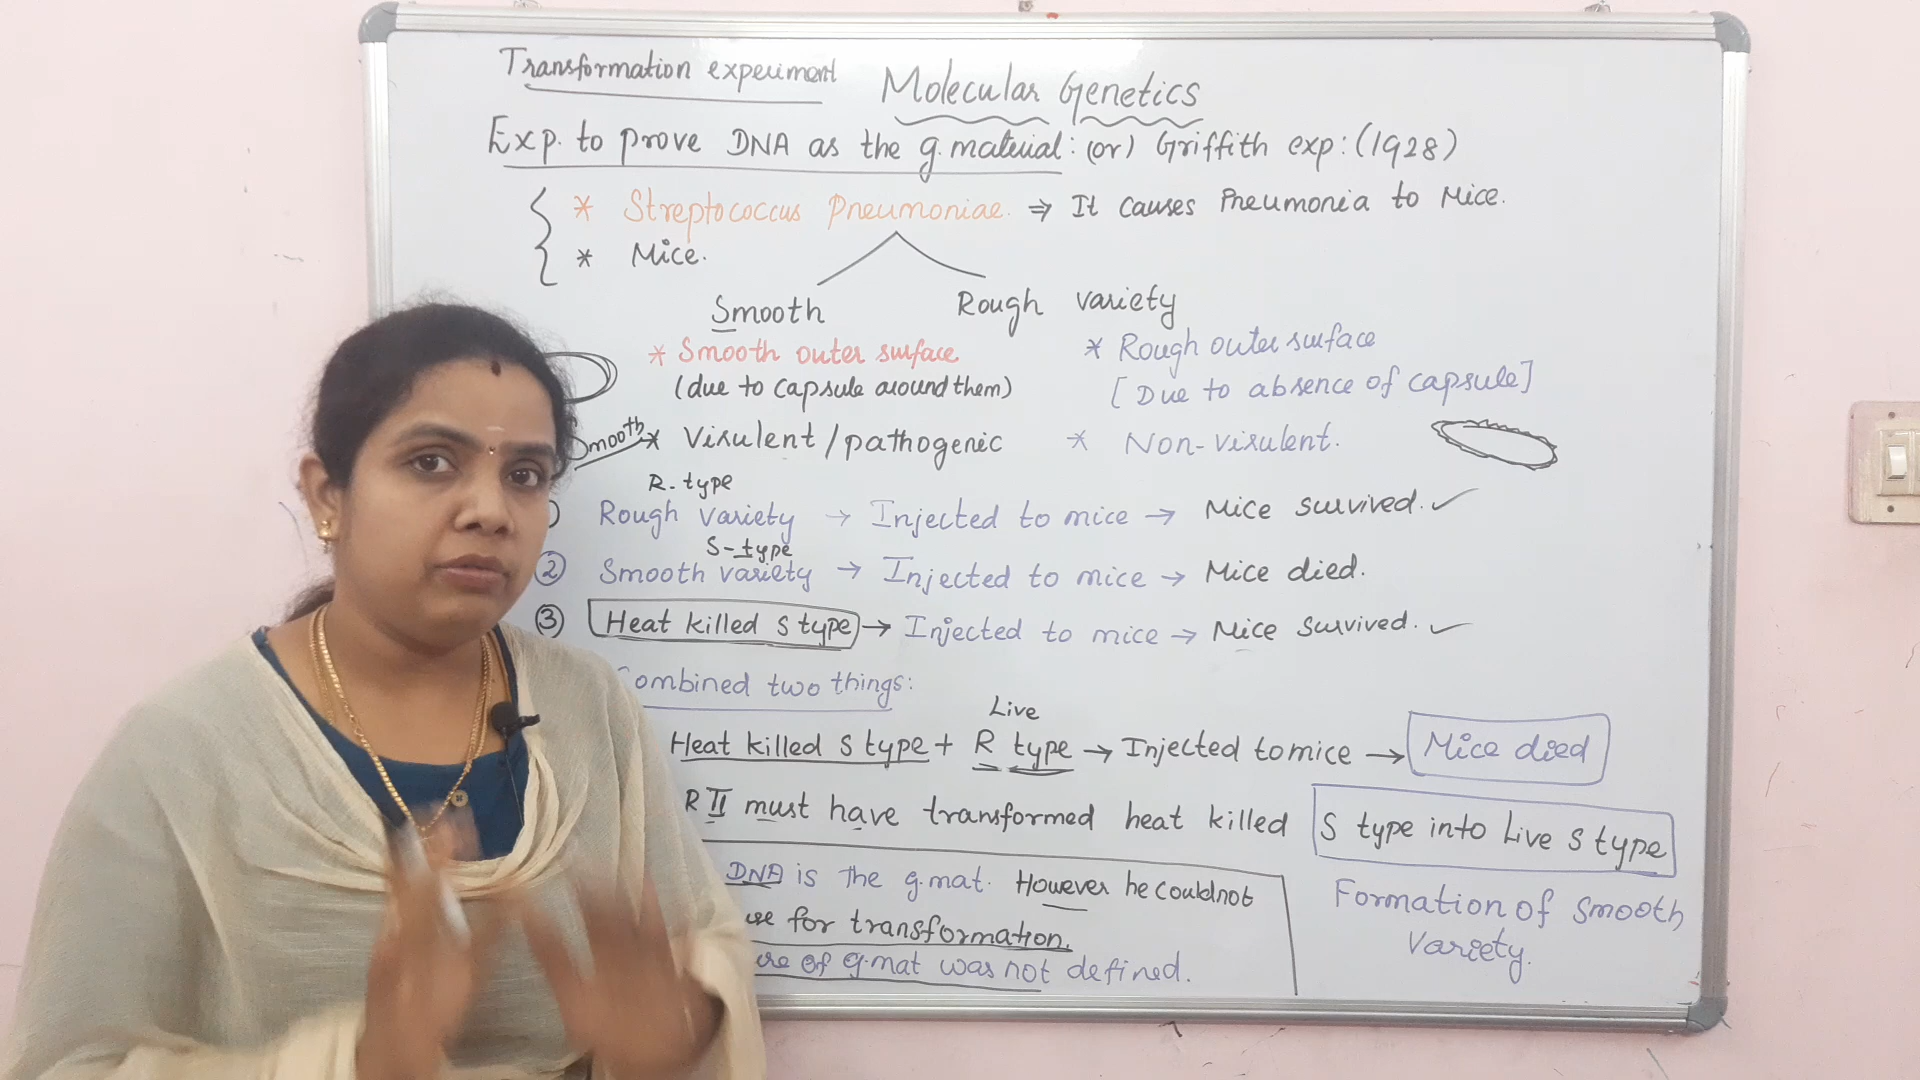 Transformation experiment
Molecular Genetics
Exp. to prove DNA as the g.material: (or) Griffith exp: (1928)
* Streptococcus Pneumoniae. ⇒ It causes Pneumonia to Mice.
* Mice.
Smooth Rough variety
* Smooth outer surface
(due to capsule around them)
* Rough outer surface
[Due to absence of capsule]
Smooth
* Virulent/pathogenic
* Non-virulent.
R-type
Rough variety → Injected to mice → Mice survived. ✓
S-type
② Smooth variety → Injected to mice → Mice died.
③ Heat killed S type → Injected to mice → Mice survived. ✓
ombined two things:
Live
Heat killed S type + R type → Injected to mice → Mice died
R II must have transformed heat killed S type into Live S type
DNA is the g.mat. However he couldnot
for transformation.
of g.mat was not defined.
Formation of smooth
variety.